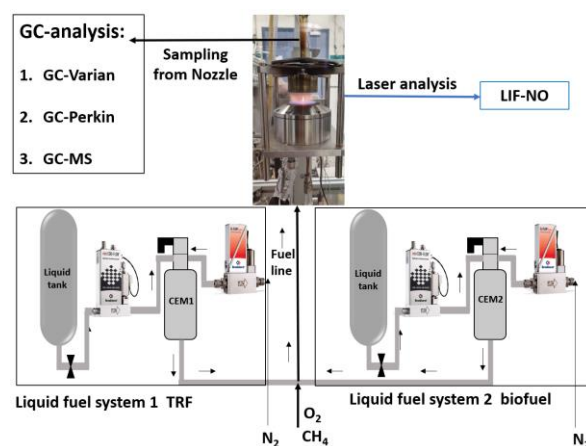 GC-analysis:
1. GC-Varian
2. GC-Perkin
3. GC-MS
Sampling
from Nozzle
Laser analysis
LIF-NO
Liquid
tank
CEM1
Fuel
line
Liquid
tank
CEM2
Liquid fuel system 1 TRF
Liquid fuel system 2 biofuel
N2
O2
CH4
N